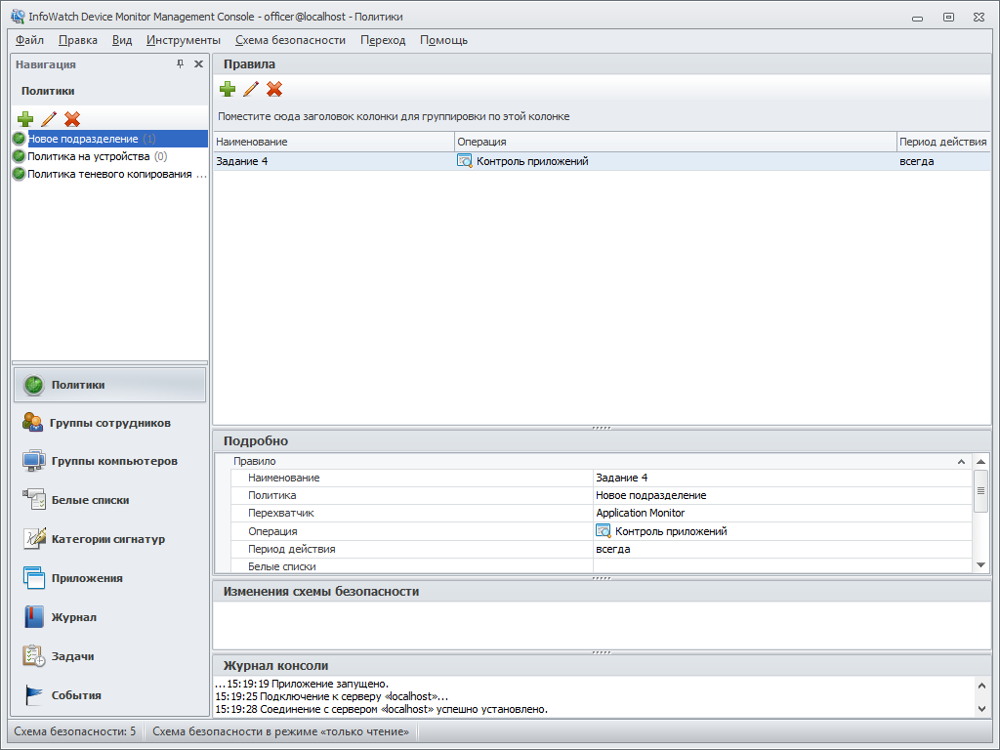 InfoWatch Device Monitor Management Console - officer@localhost - Политики
Файл Правка Вид Инструменты Схема безопасности Переход Помощь
Навигация
Политики
Новое подразделение (1)
Политика на устройства (0)
Политика теневого копирования ...
Политики
Группы сотрудников
Группы компьютеров
Белые списки
Категории сигнатур
Приложения
Журнал
Задачи
События
Правила
Поместите сюда заголовок колонки для группировки по этой колонке
Наименование Операция Период действия
Задание 4 Контроль приложений всегда
Подробно
Правило
Наименование Задание 4
Политика Новое подразделение
Перехватчик Application Monitor
Операция Контроль приложений
Период действия всегда
Белые списки
Изменения схемы безопасности
Журнал консоли
...15:19:19 Приложение запущено.
15:19:25 Подключение к серверу «localhost»...
15:19:28 Соединение с сервером «localhost» успешно установлено.
Схема безопасности: 5 Схема безопасности в режиме «только чтение»